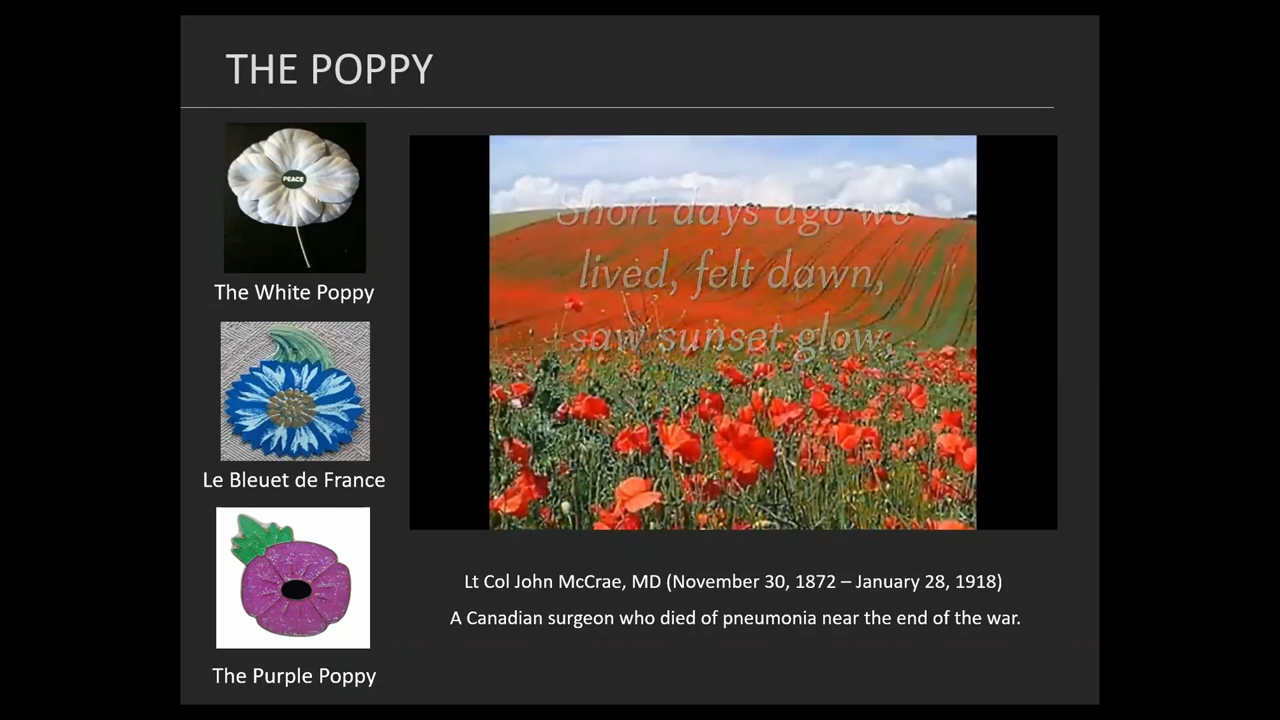 THE POPPY
PEACE
The White Poppy
Le Bleuet de France
The Purple Poppy
Short days ago we
lived, felt dawn,
saw sunset glow,
Lt Col John McCrae, MD (November 30, 1872 – January 28, 1918)
A Canadian surgeon who died of pneumonia near the end of the war.